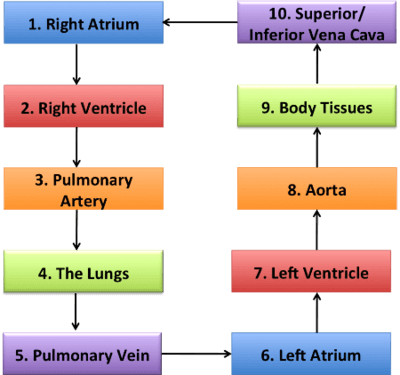 1. Right Atrium
2. Right Ventricle
3. Pulmonary
Artery
4. The Lungs
5. Pulmonary Vein
6. Left Atrium
7. Left Ventricle
8. Aorta
9. Body Tissues
10. Superior/
Inferior Vena Cava